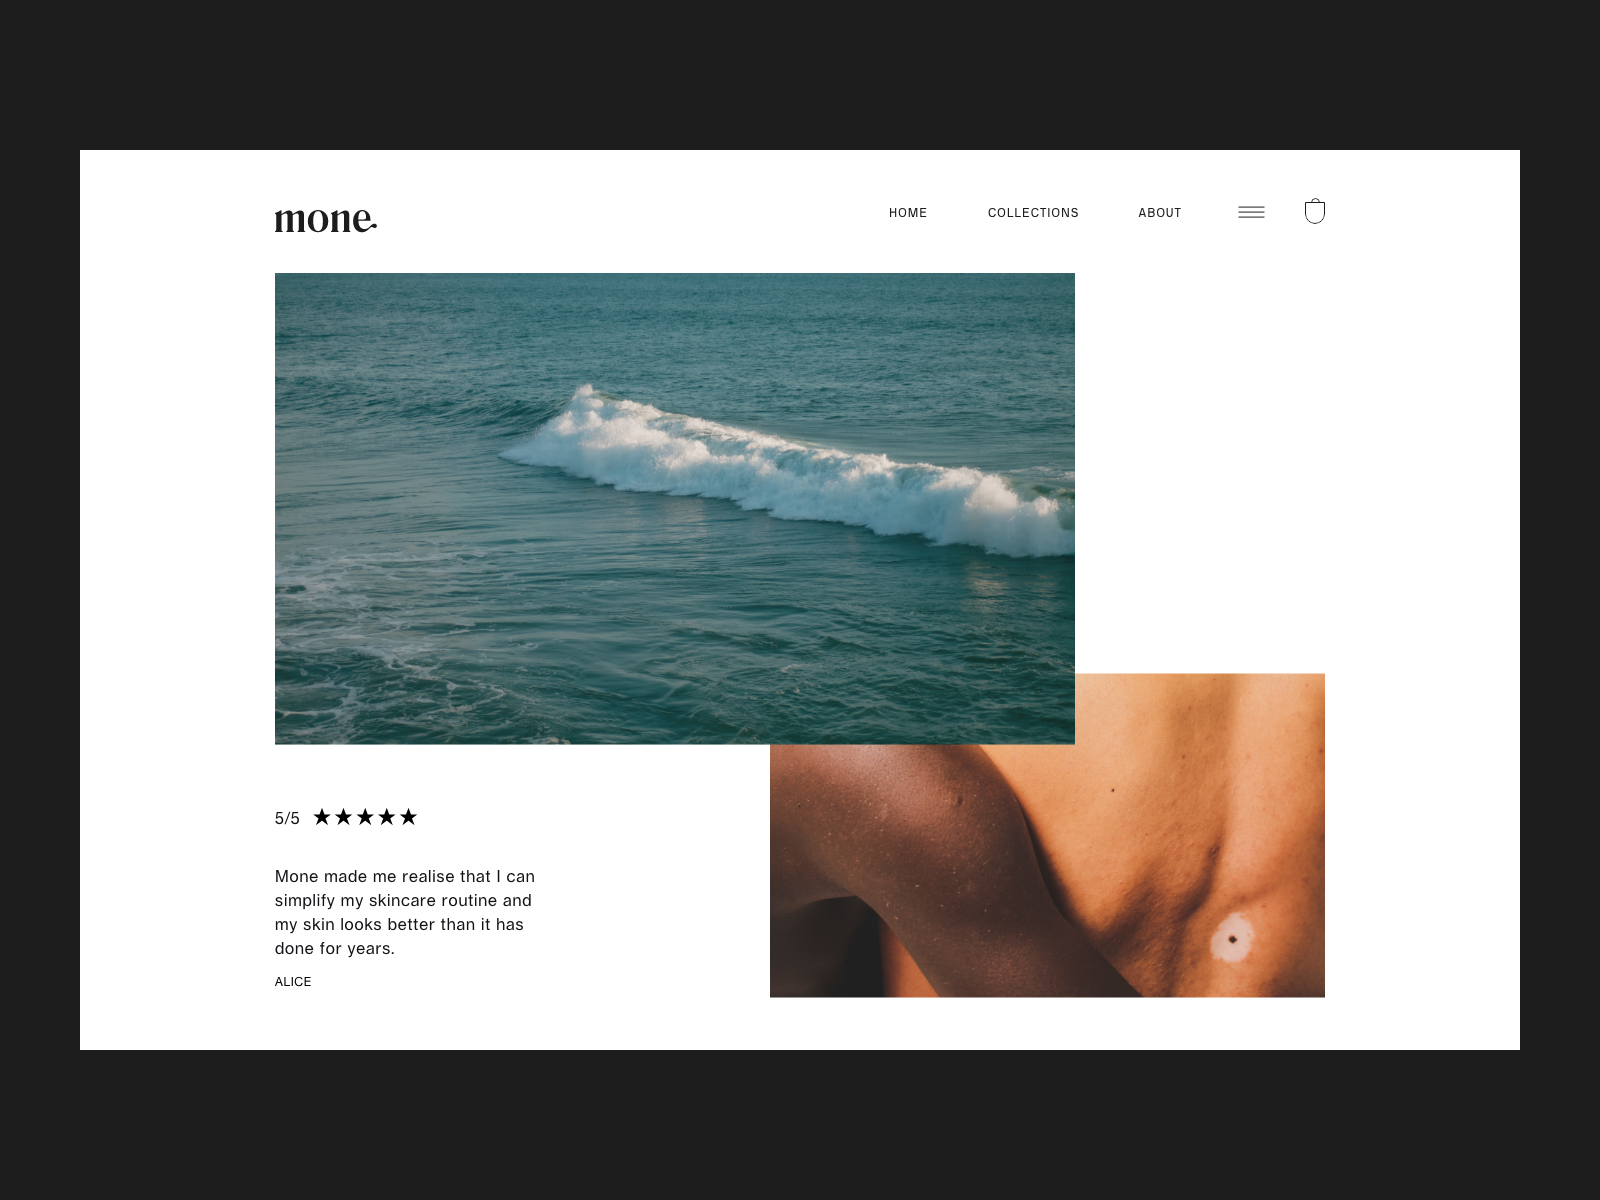 mone.
HOME COLLECTIONS ABOUT
5/5 ★★★★★
Mone made me realise that I can
simplify my skincare routine and
my skin looks better than it has
done for years.
ALICE